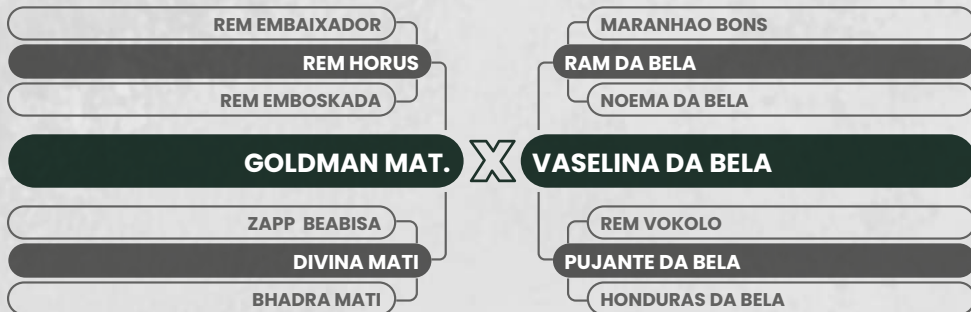 REM EMBAIXADOR
REM HORUS
REM EMBOSKADA
GOLDMAN MAT.
ZAPP BEABISA
DIVINA MATI
BHADRA MATI
X
MARANHAO BONS
RAM DA BELA
NOEMA DA BELA
VASELINA DA BELA
REM VOKOLO
PUJANTE DA BELA
HONDURAS DA BELA